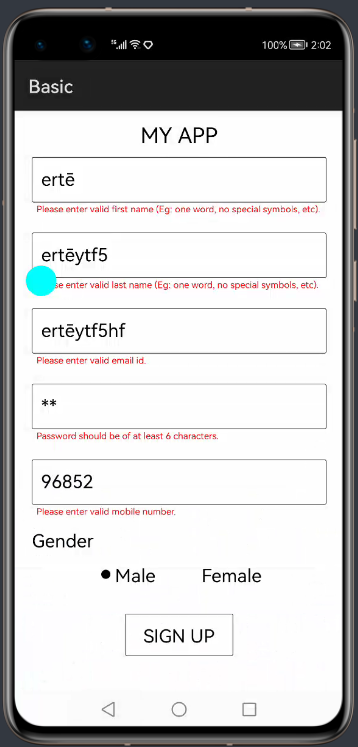 100% 2:02
Basic
MY APP
ertē
Please enter valid first name (Eg: one word, no special symbols, etc).
ertēytf5
se enter valid last name (Eg: one word, no special symbols, etc).
ertēytf5hf
Please enter valid email id.
**
Password should be of at least 6 characters.
96852
Please enter valid mobile number.
Gender
Male Female
SIGN UP